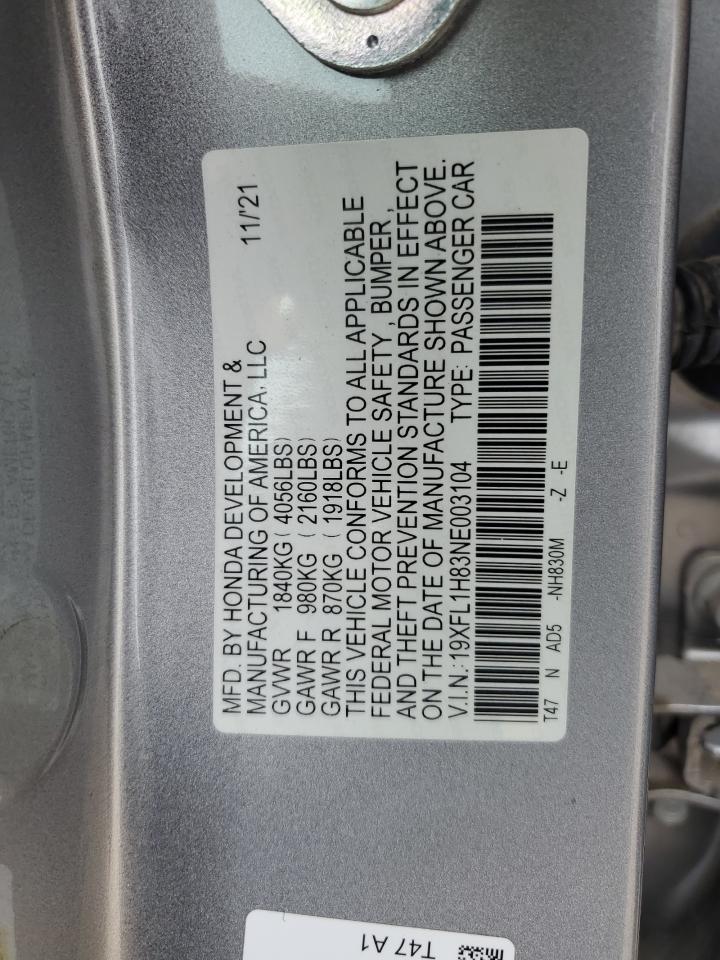 MFD. BY HONDA DEVELOPMENT & 11/'21
MANUFACTURING OF AMERICA, LLC
GVWR 1840KG ( 4056LBS)
GAWR F 980KG ( 2160LBS)
GAWR R 870KG ( 1918LBS)
THIS VEHICLE CONFORMS TO ALL APPLICABLE
FEDERAL MOTOR VEHICLE SAFETY, BUMPER,
AND THEFT PREVENTION STANDARDS IN EFFECT
ON THE DATE OF MANUFACTURE SHOWN ABOVE.
V.I.N.:19XFL1H83NE003104 TYPE: PASSENGER CAR
T47 N AD5 -NH830M -Z -E
T47 A1